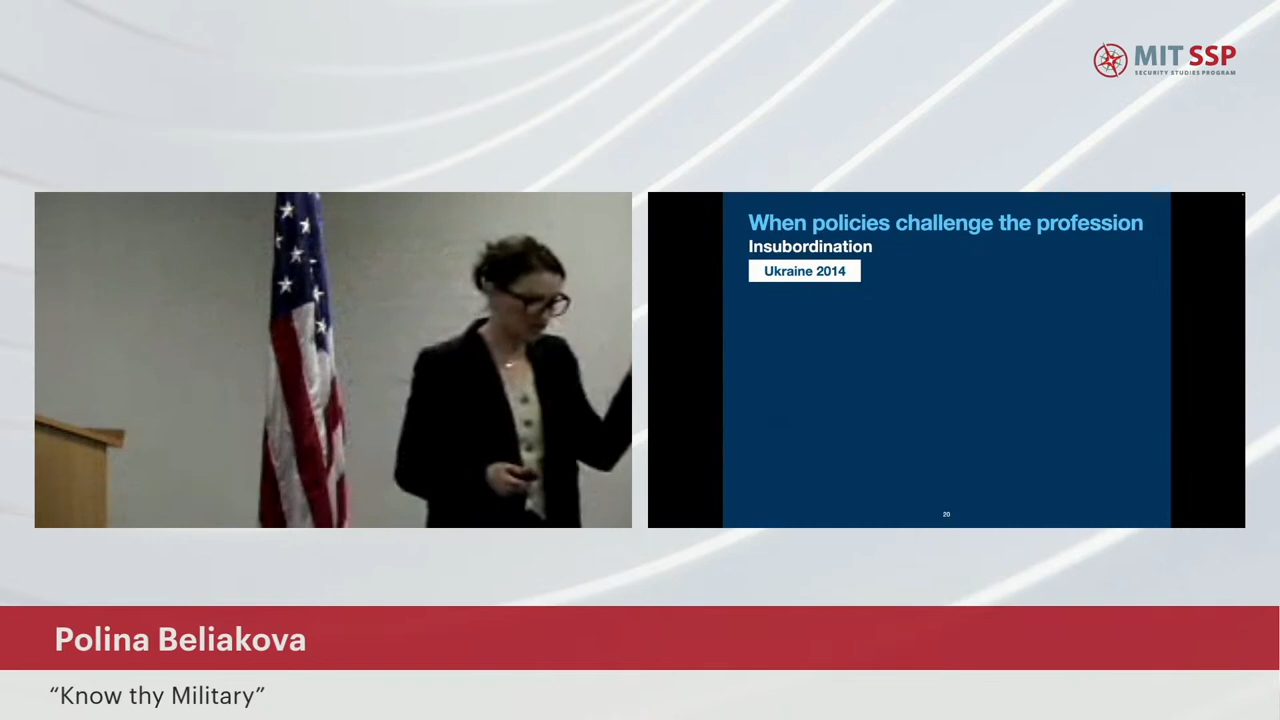 MIT SSP
SECURITY STUDIES PROGRAM
When policies challenge the profession
Insubordination
Ukraine 2014
20
Polina Beliakova
“Know thy Military”